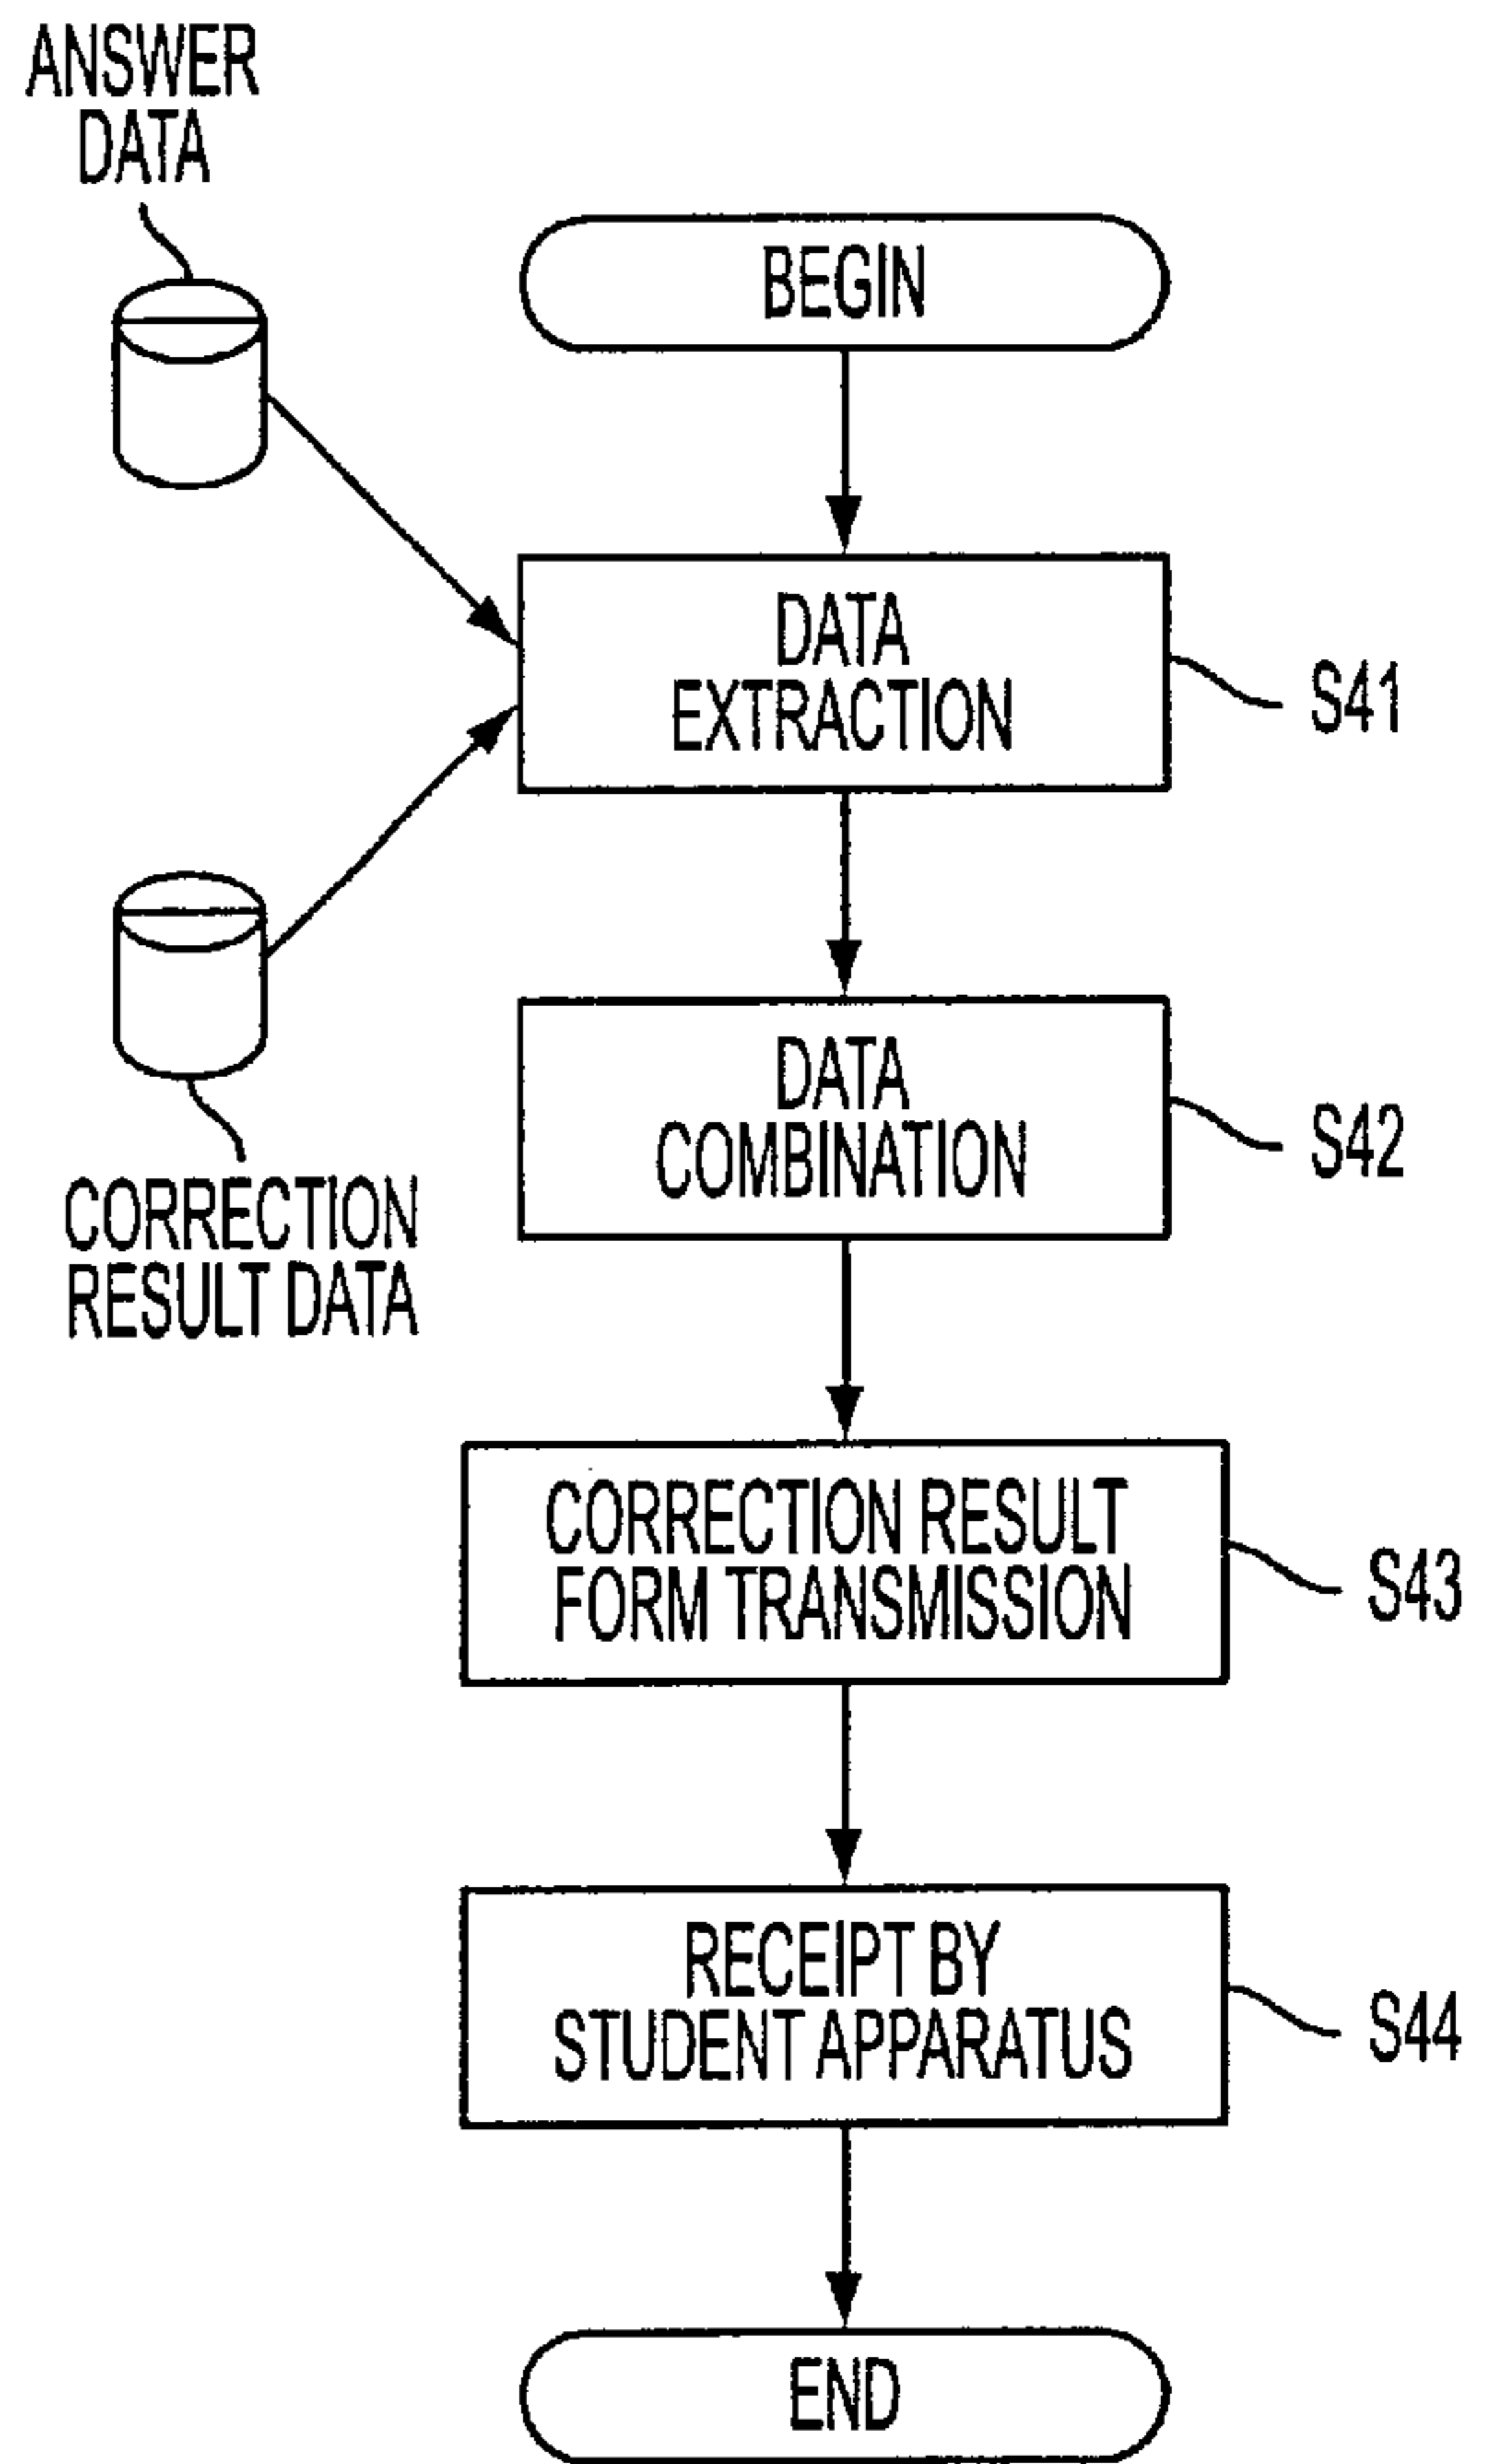 ANSWER
DATA
BEGIN
DATA
EXTRACTION
S41
DATA
COMBINATION
S42
CORRECTION
RESULT DATA
CORRECTION RESULT
FORM TRANSMISSION
S43
RECEIPT BY
STUDENT APPARATUS
S44
END